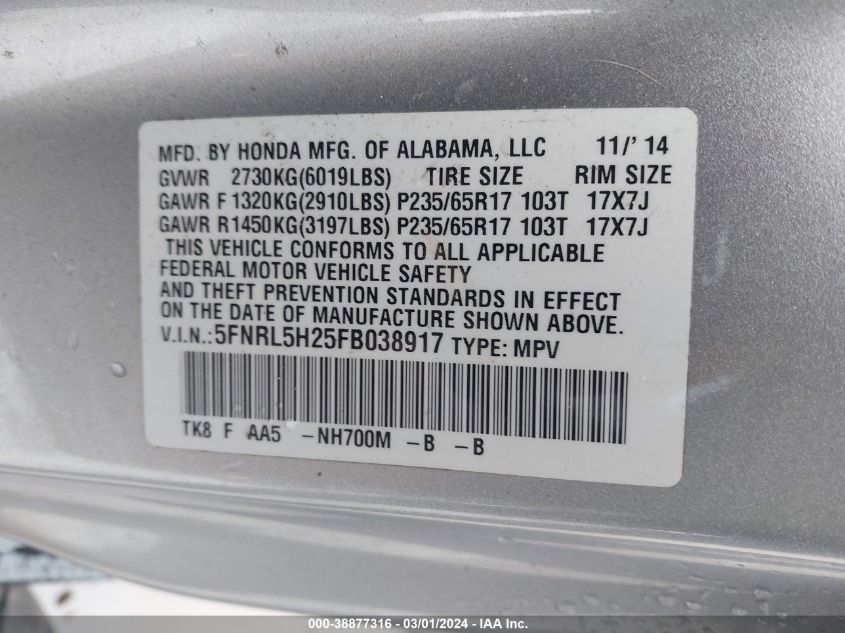 MFD. BY HONDA MFG. OF ALABAMA, LLC 11/' 14
GVWR 2730KG(6019LBS) TIRE SIZE RIM SIZE
GAWR F 1320KG(2910LBS) P235/65R17 103T 17X7J
GAWR R1450KG(3197LBS) P235/65R17 103T 17X7J
THIS VEHICLE CONFORMS TO ALL APPLICABLE
FEDERAL MOTOR VEHICLE SAFETY
AND THEFT PREVENTION STANDARDS IN EFFECT
ON THE DATE OF MANUFACTURE SHOWN ABOVE.
V.I.N.:5FNRL5H25FB038917 TYPE: MPV
TK8 F AA5 -NH700M -B -B
000-38877316 - 03/01/2024 - IAA Inc.